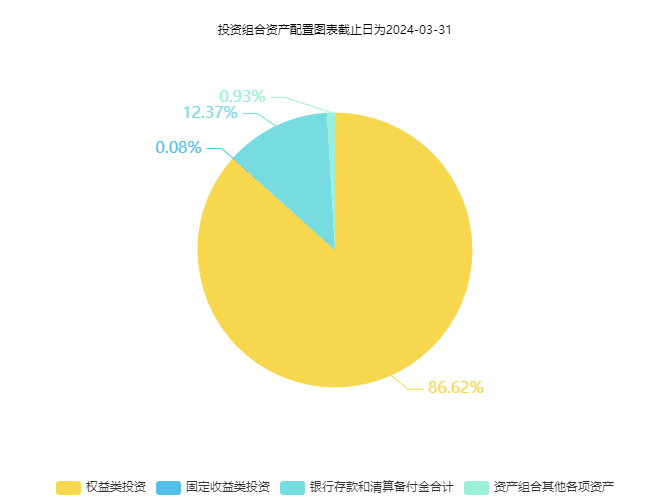 投资组合资产配置图表截止日为2024-03-31
0.93%
12.37%
0.08%
86.62%
权益类投资 固定收益类投资 银行存款和清算备付金合计 资产组合其他各项资产